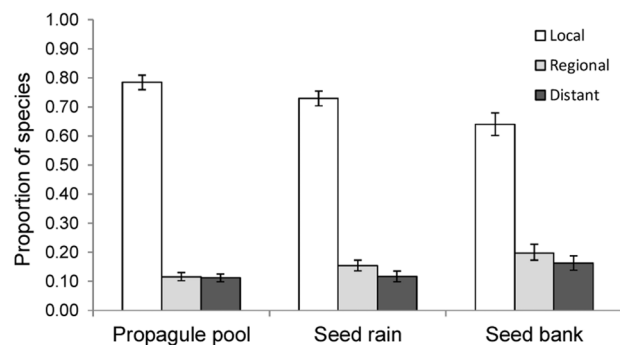 1.00
0.90
0.80
0.70
0.60
0.50
0.40
0.30
0.20
0.10
0.00
Proportion of species
Local
Regional
Distant
Propagule pool
Seed rain
Seed bank